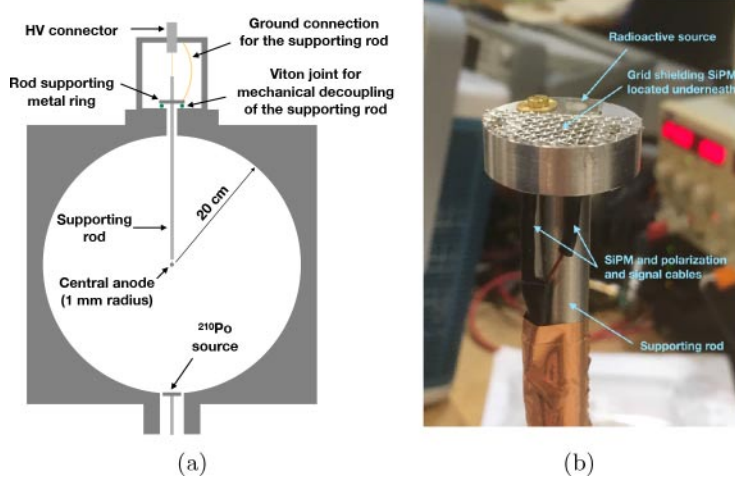 HV connector
Ground connection
for the supporting rod
Rod supporting
metal ring
Viton joint for
mechanical decoupling
of the supporting rod
20 cm
Supporting
rod
Central anode
(1 mm radius)
²¹⁰Po
source
(a)
Radioactive source
Grid shielding SiPM
located underneath
SiPM and polarization
and signal cables
Supporting rod
(b)